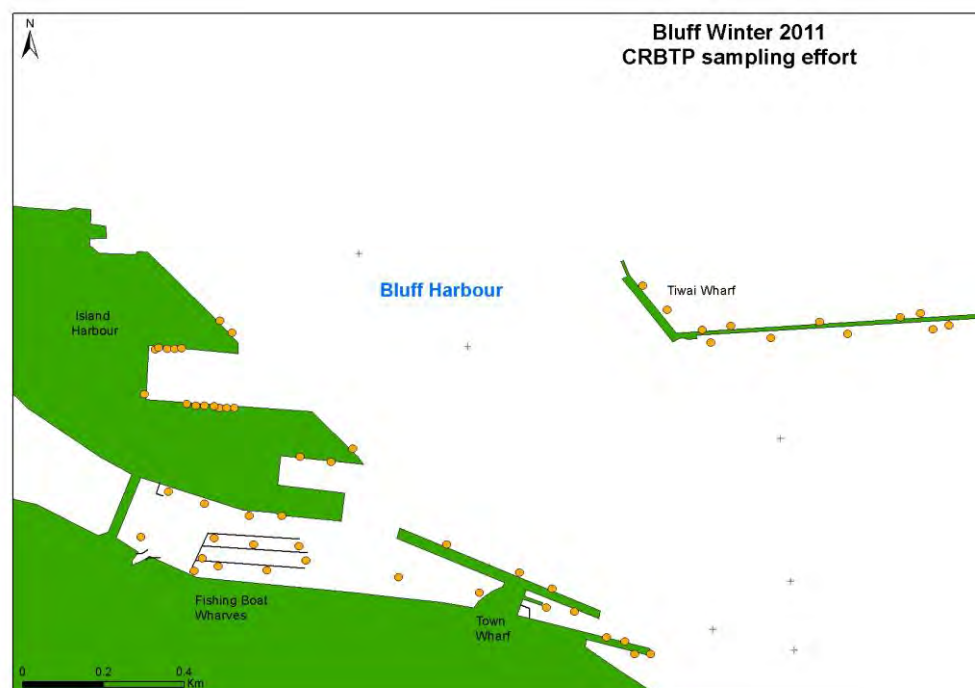 N
Bluff Winter 2011
CRBTP sampling effort
Bluff Harbour
Tiwai Wharf
Island
Harbour
Fishing Boat
Wharves
Town
Wharf
0 0.2 0.4
Km